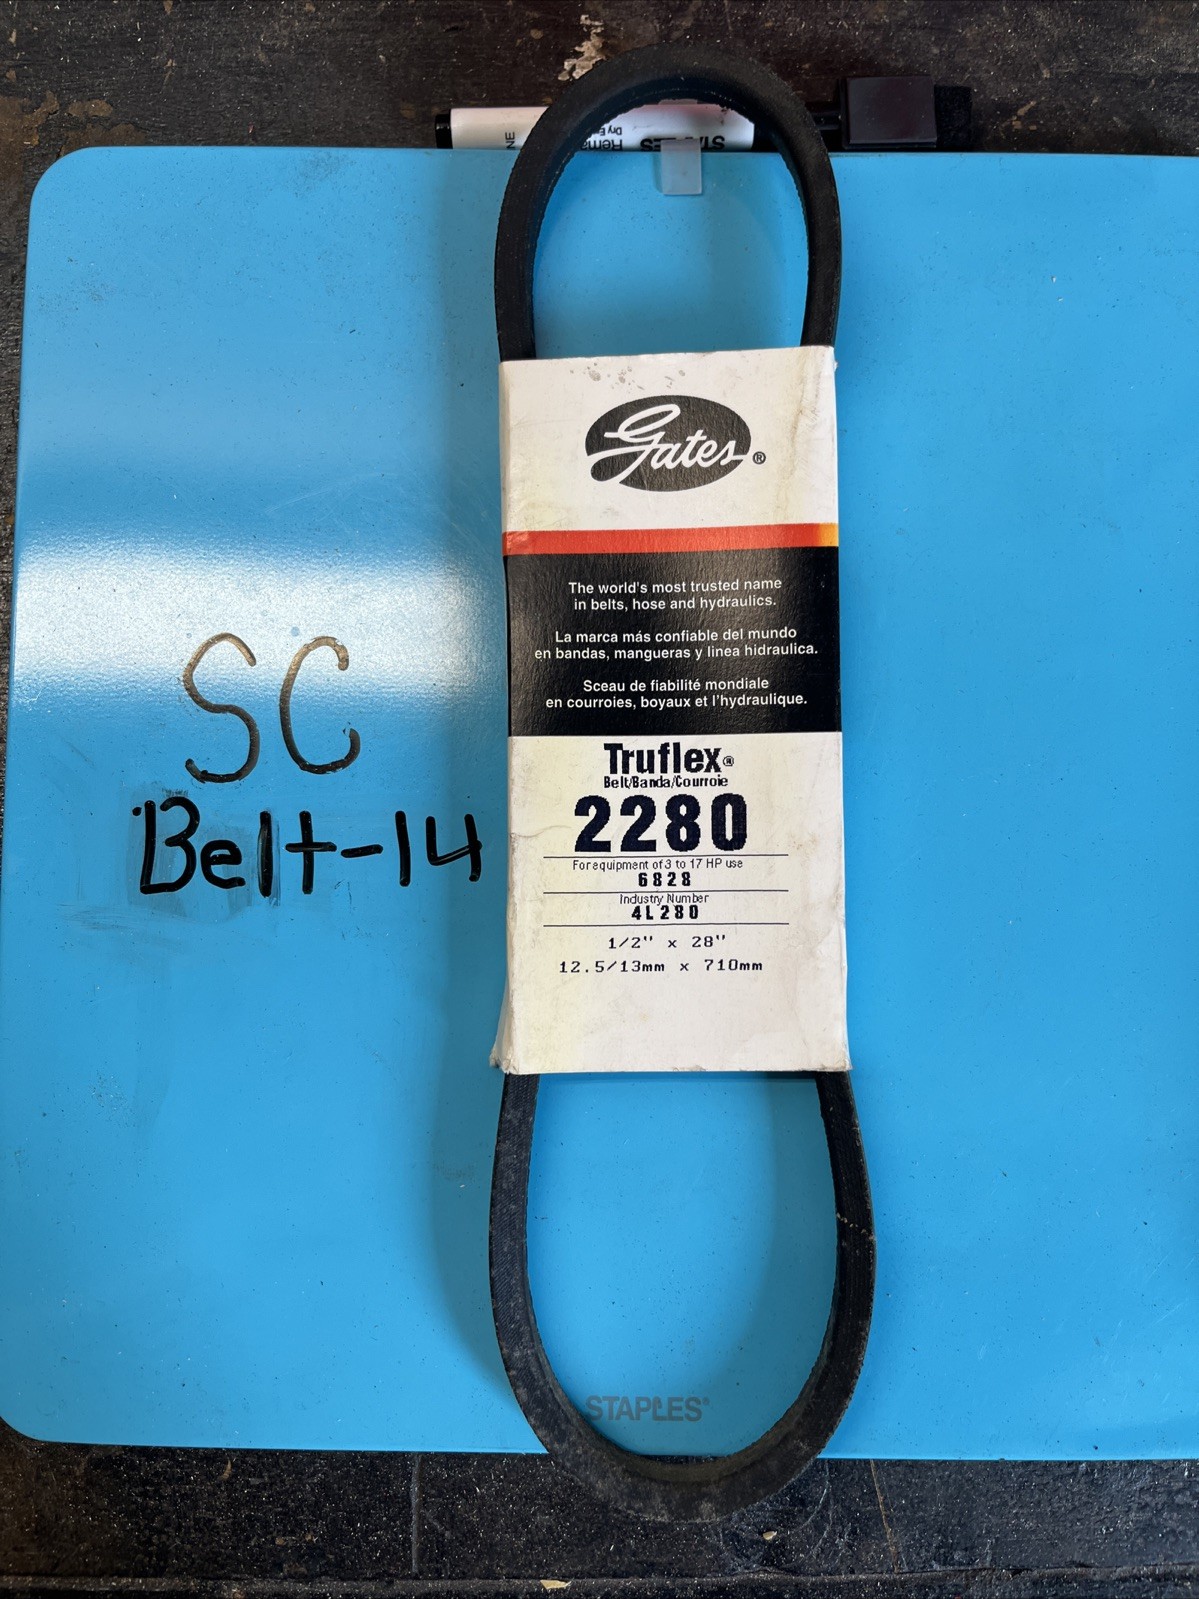 SC
Belt-14
Gates®
The world's most trusted name
in belts, hose and hydraulics.
La marca más confiable del mundo
en bandas, mangueras y linea hidraulica.
Sceau de fiabilité mondiale
en courroies, boyaux et l'hydraulique.
Truflex®
Belt/Banda/Courroie
2280
For equipment of 3 to 17 HP use
6828
Industry Number
4L280
1/2" x 28"
12.5/13mm x 710mm
STAPLES